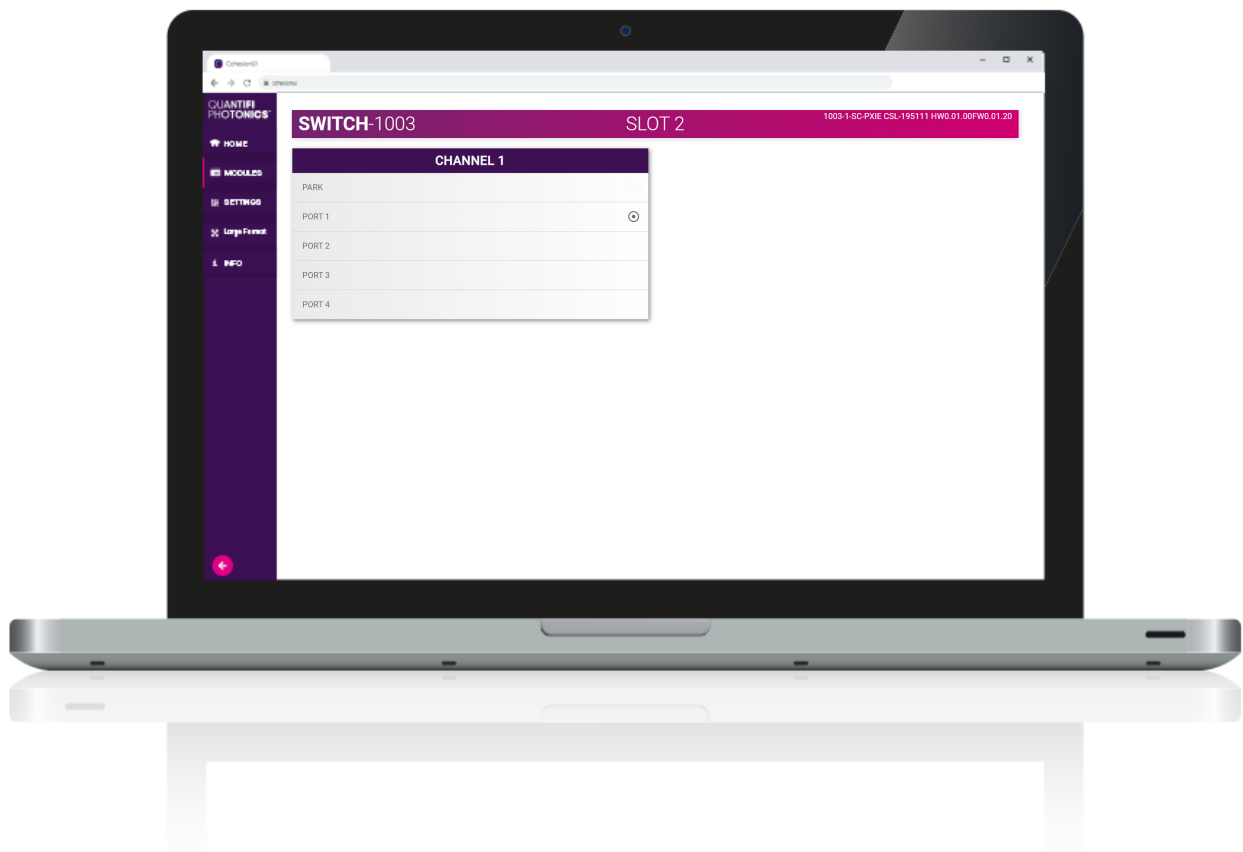 CohesionUI
cohesionui
QUANTIFI
PHOTONICS
HOME
MODULES
SETTINGS
Large Format
INFO
SWITCH-1003
SLOT 2
1003-1-SC-PXIE CSL-195111 HW0.01.00FW0.01.20
CHANNEL 1
PARK
PORT 1
PORT 2
PORT 3
PORT 4